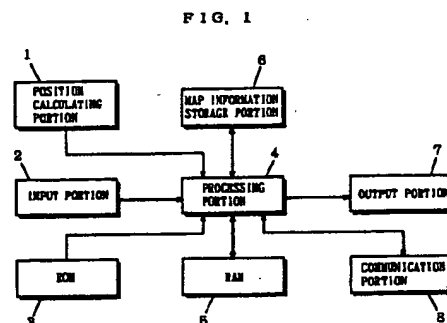 FIG. 1
1
POSITION
CALCULATING
PORTION
6
MAP INFORMATION
STORAGE PORTION
2
INPUT PORTION
4
PROCESSING
PORTION
7
OUTPUT PORTION
ROM
3
RAM
5
COMMUNICATION
PORTION
8